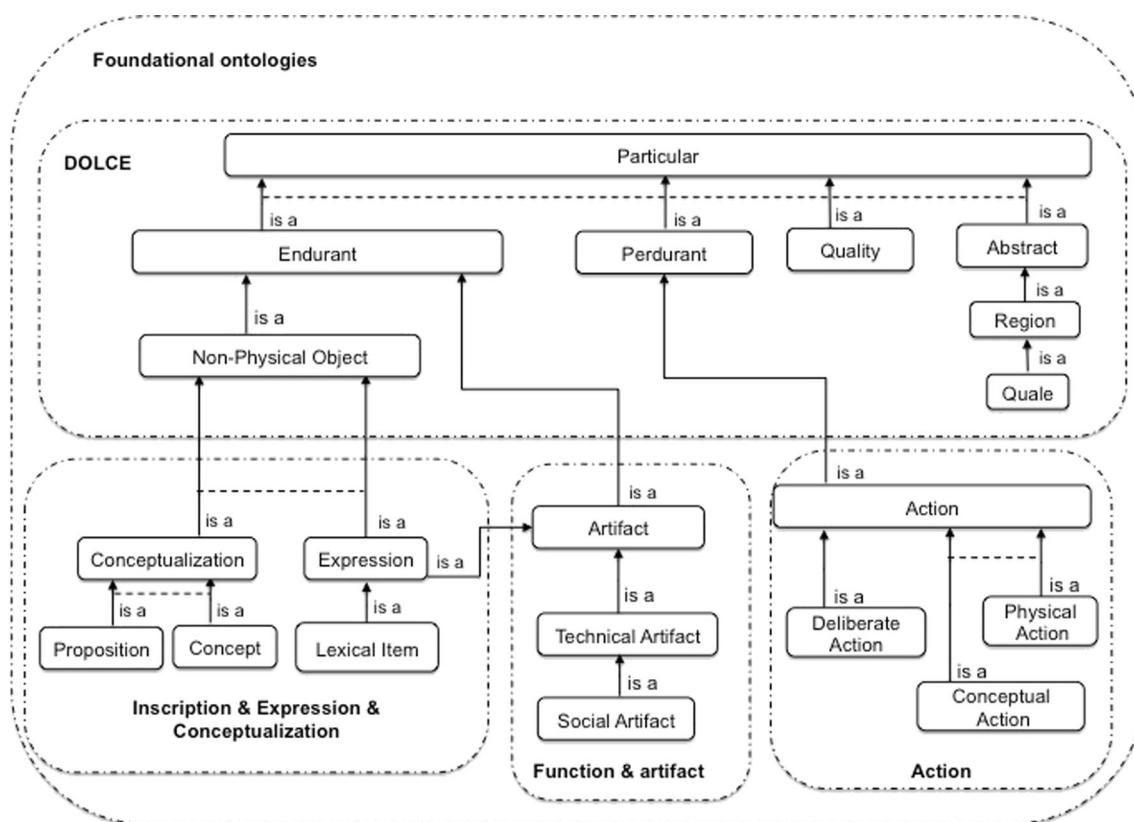 Foundational ontologies
DOLCE
Particular
is a
is a
is a
is a
Endurant
Perdurant
Quality
Abstract
is a
is a
Region
Non-Physical Object
is a
Quale
is a
is a
is a
is a
Artifact
Action
Conceptualization
Expression
is a
is a
is a
is a
is a
is a
is a
Proposition
Concept
Lexical Item
Technical Artifact
Deliberate
Action
Physical
Action
is a
is a
Conceptual
Action
Social Artifact
Inscription & Expression &
Conceptualization
Function & artifact
Action